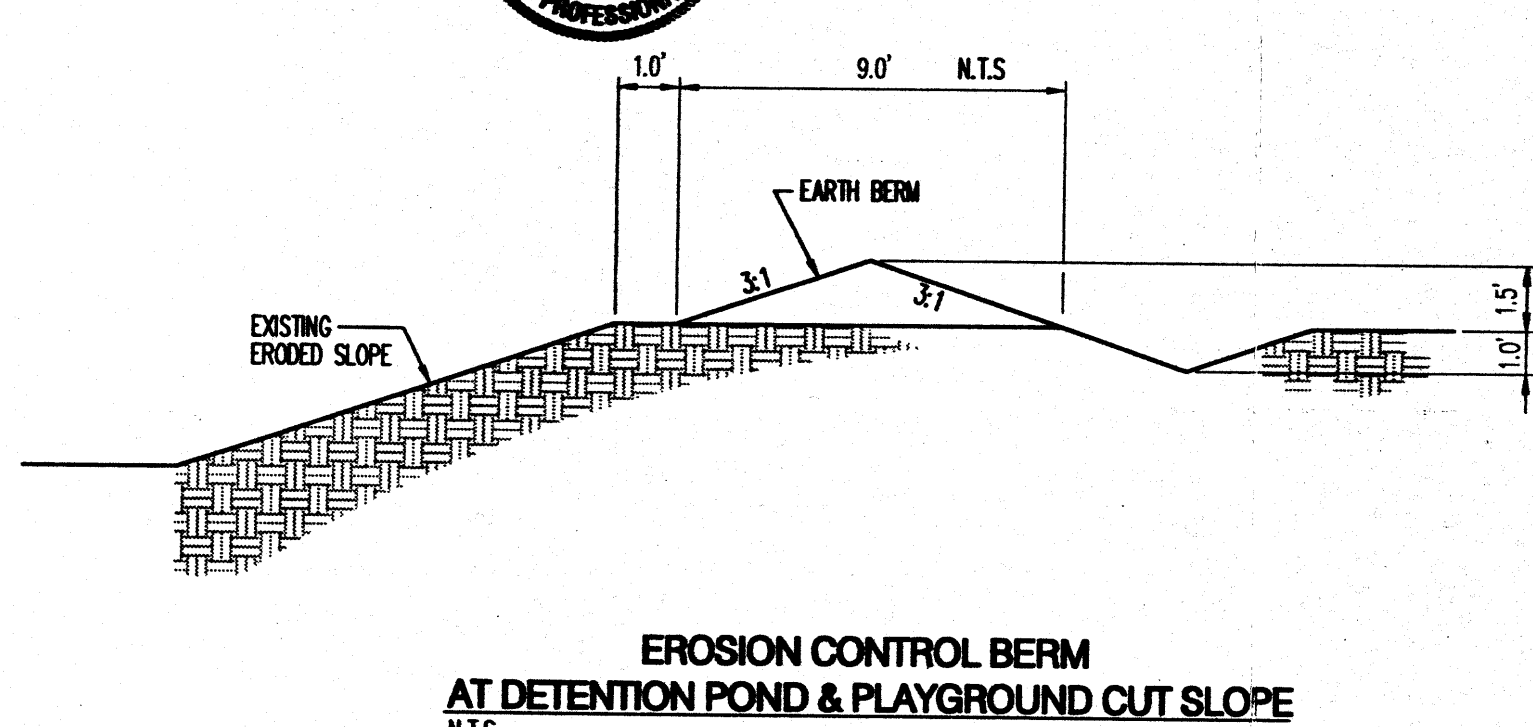 PROFESSION
1.0'
9.0'
N.T.S
EARTH BERM
3:1
3:1
EXISTING
ERODED SLOPE
1.5'
1.0'
EROSION CONTROL BERM
AT DETENTION POND & PLAYGROUND CUT SLOPE
N.T.S